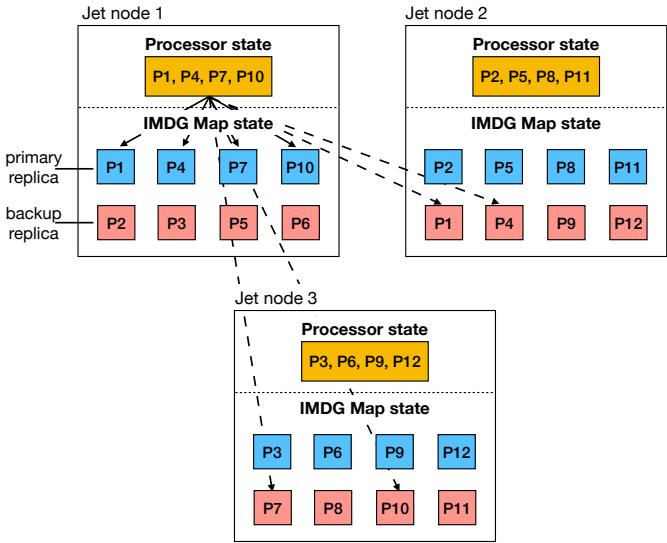 Jet node 1
Processor state
P1, P4, P7, P10
IMDG Map state
primary
replica
P1 P4 P7 P10
backup
replica
P2 P3 P5 P6
Jet node 2
Processor state
P2, P5, P8, P11
IMDG Map state
P2 P5 P8 P11
P1 P4 P9 P12
Jet node 3
Processor state
P3, P6, P9, P12
IMDG Map state
P3 P6 P9 P12
P7 P8 P10 P11